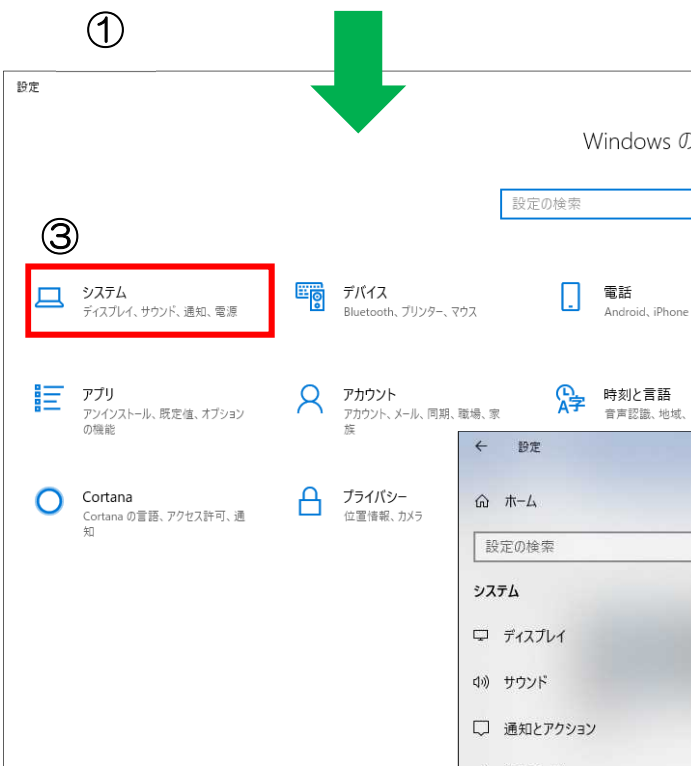 ①
設定
Windows の
設定の検索
③
システム
ディスプレイ、サウンド、通知、電源
デバイス
Bluetooth、プリンター、マウス
電話
Android、iPhone
アプリ
アンインストール、既定値、オプション
の機能
アカウント
アカウント、メール、同期、職場、家
族
時刻と言語
音声認識、地域、
Cortana
Cortana の言語、アクセス許可、通
知
プライバシー
位置情報、カメラ
設定
ホーム
設定の検索
システム
ディスプレイ
サウンド
通知とアクション